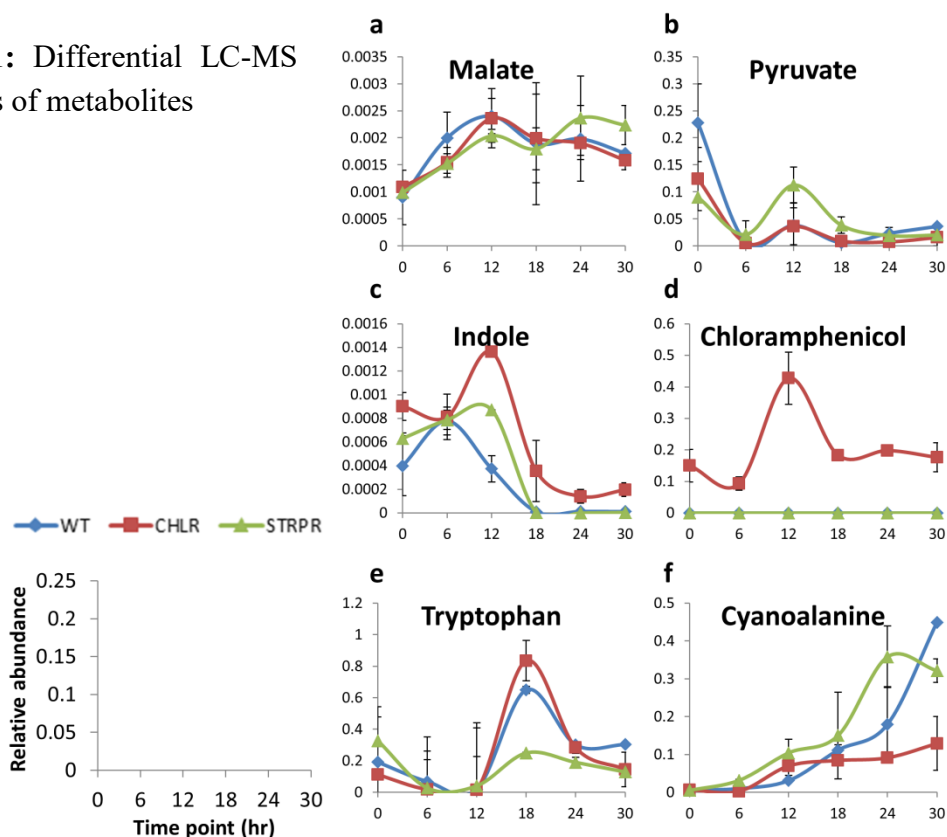 : Differential LC-MS
s of metabolites
a
Malate
0.0035
0.003
0.0025
0.002
0.0015
0.001
0.0005
0
0 6 12 18 24 30
b
Pyruvate
0.35
0.3
0.25
0.2
0.15
0.1
0.05
0
0 6 12 18 24 30
c
Indole
0.0016
0.0014
0.0012
0.001
0.0008
0.0006
0.0004
0.0002
0
0 6 12 18 24 30
d
Chloramphenicol
0.6
0.5
0.4
0.3
0.2
0.1
0
0 6 12 18 24 30
WT CHLR STRPR
Relative abundance
0.25
0.15
0.05
0
0 6 12 18 24 30
Time point (hr)
e
Tryptophan
1.2
1
0.8
0.6
0.4
0.2
0
0 6 12 18 24 30
f
Cyanoalanine
0.5
0.4
0.3
0.2
0.1
0
0 6 12 18 24 30